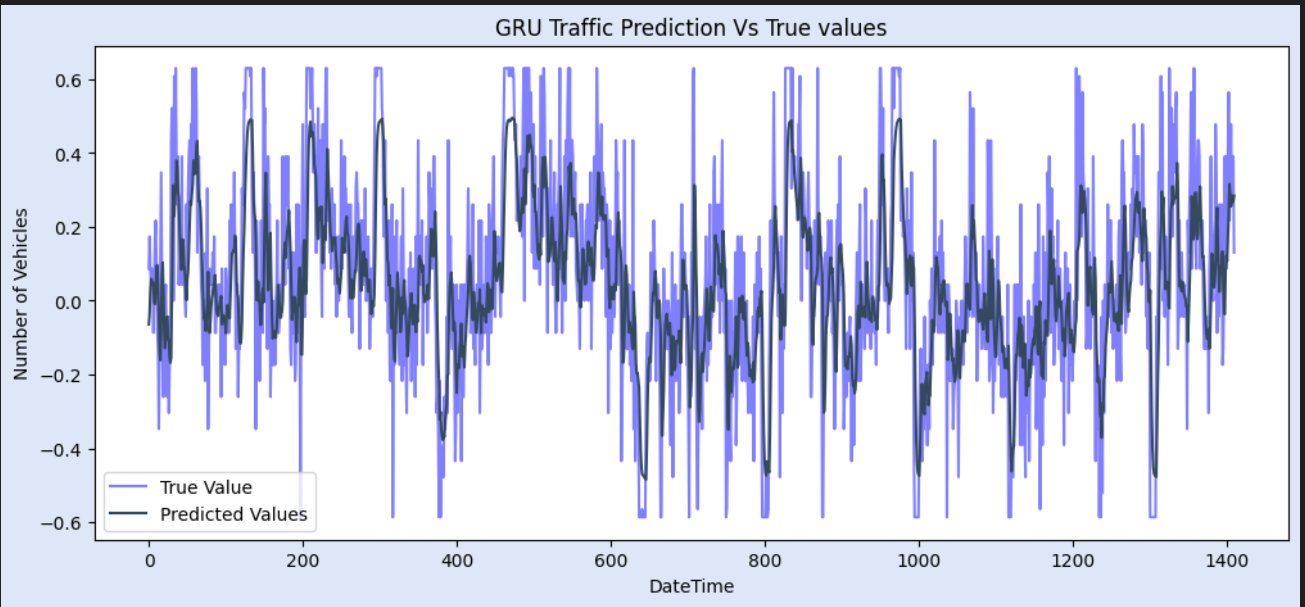 GRU Traffic Prediction Vs True values
Number of Vehicles
0.6
0.4
0.2
0.0
−0.2
−0.4
−0.6
True Value
Predicted Values
0 200 400 600 800 1000 1200 1400
DateTime